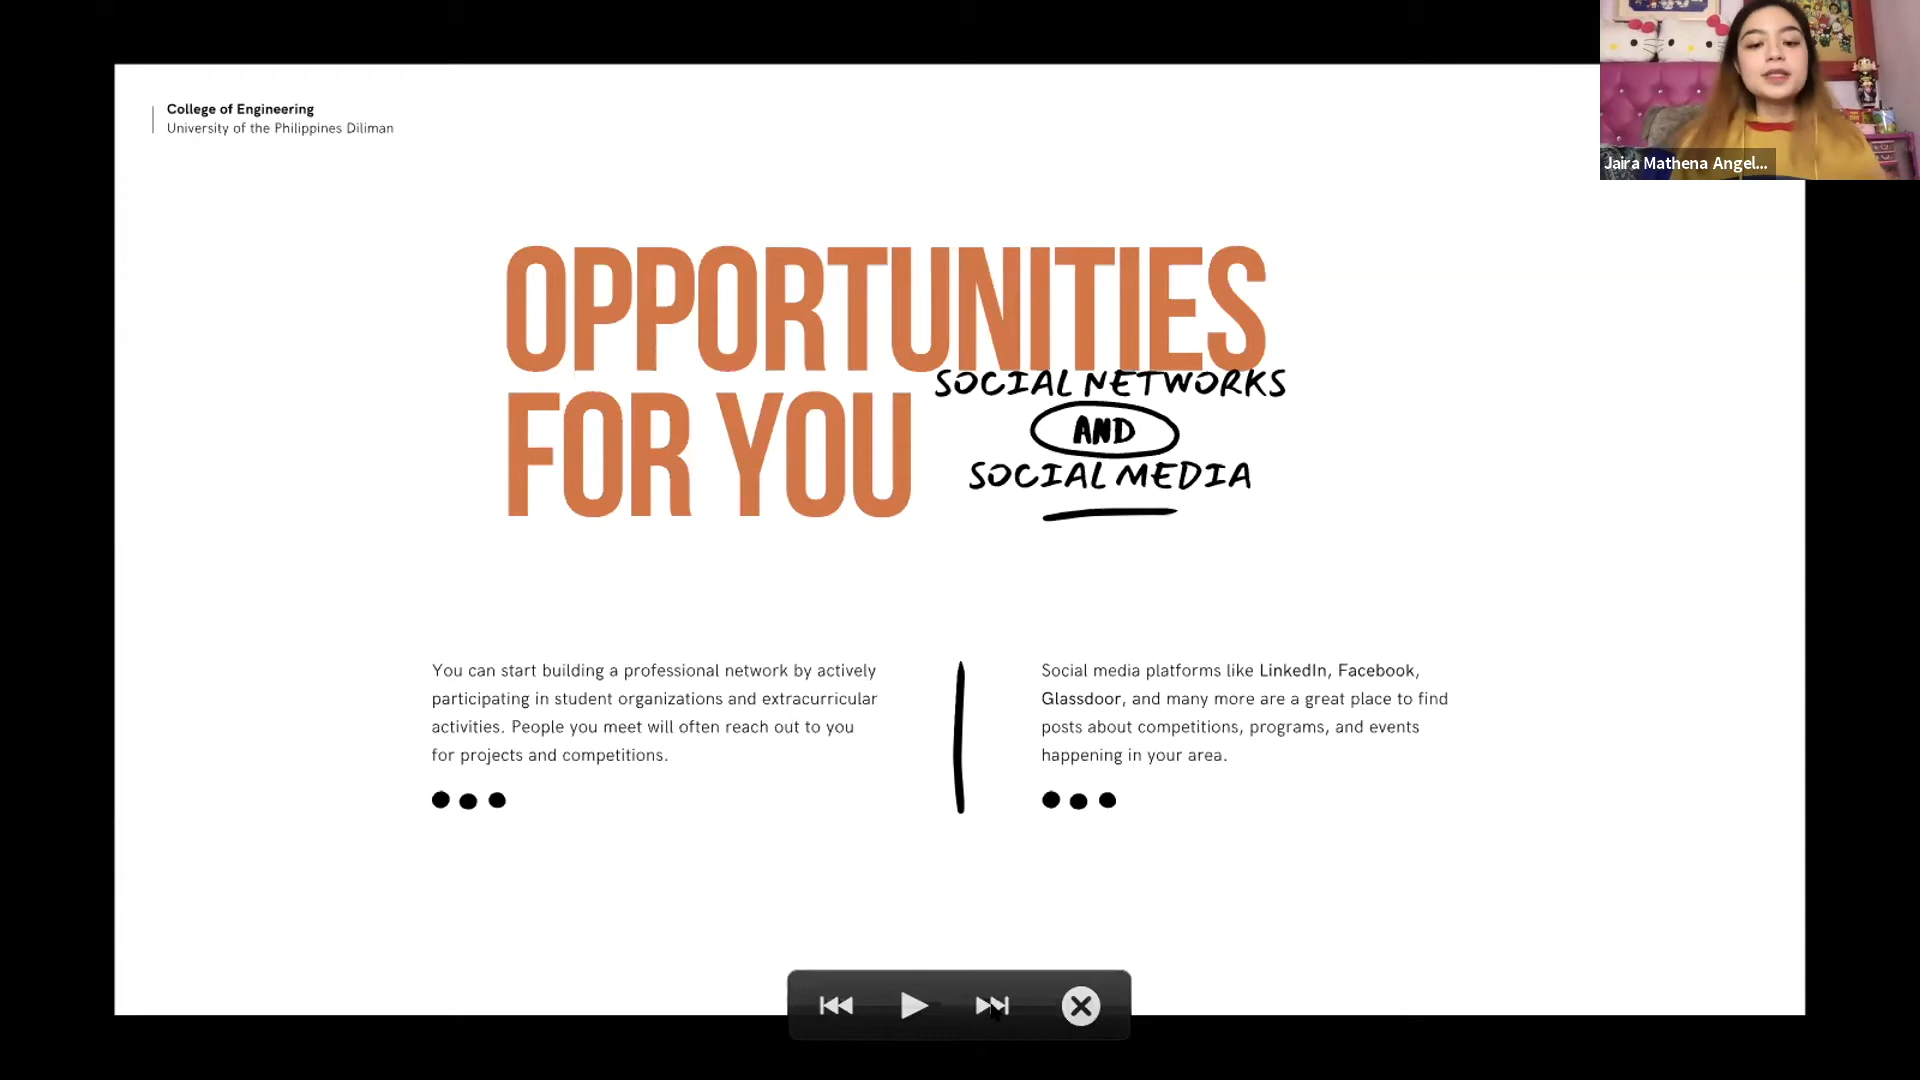 College of Engineering
University of the Philippines Diliman
Jaira Mathena Angel...
OPPORTUNITIES
FOR YOU
SOCIAL NETWORKS
AND
SOCIAL MEDIA
You can start building a professional network by actively
participating in student organizations and extracurricular
activities. People you meet will often reach out to you
for projects and competitions.
Social media platforms like LinkedIn, Facebook,
Glassdoor, and many more are a great place to find
posts about competitions, programs, and events
happening in your area.